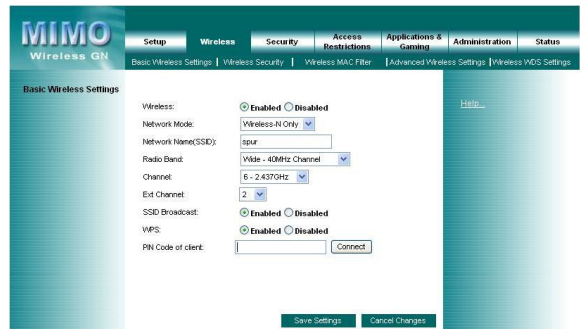 MIMO
Wireless GN
Setup
Wireless
Security
Access Restrictions
Applications & Gaming
Administration
Status
Basic Wireless Settings | Wireless Security | Wireless MAC Filter | Advanced Wireless Settings | Wireless WDS Settings
Basic Wireless Settings
Help...
Wireless: Enabled Disabled
Network Mode: Wireless-N Only
Network Name(SSID): spur
Radio Band: Wide - 40MHz Channel
Channel: 6 - 2.437GHz
Ext Channel: 2
SSID Broadcast: Enabled Disabled
WPS: Enabled Disabled
PIN Code of client: Connect
Save Settings Cancel Changes